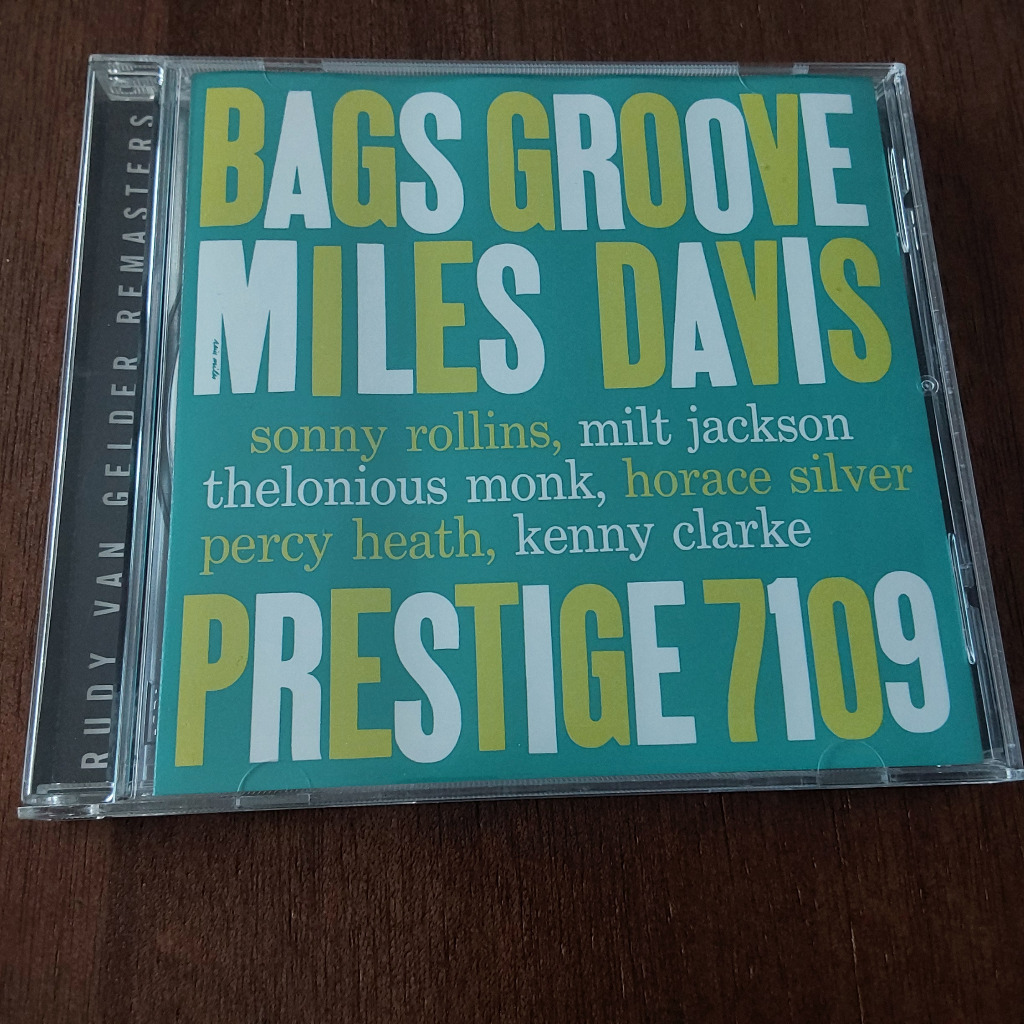 RUDY VAN GELDER REMASTERS
BAGS GROOVE
MILES DAVIS
sonny rollins, milt jackson
thelonious monk, horace silver
percy heath, kenny clarke
PRESTIGE 7109